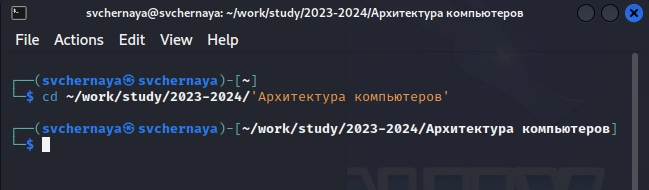 svchernaya@svchernaya: ~/work/study/2023-2024/Архитектура компьютеров
File Actions Edit View Help
┌──(svchernaya㉿svchernaya)-[~]
└─$ cd ~/work/study/2023-2024/'Архитектура компьютеров'
┌──(svchernaya㉿svchernaya)-[~/work/study/2023-2024/Архитектура компьютеров]
└─$